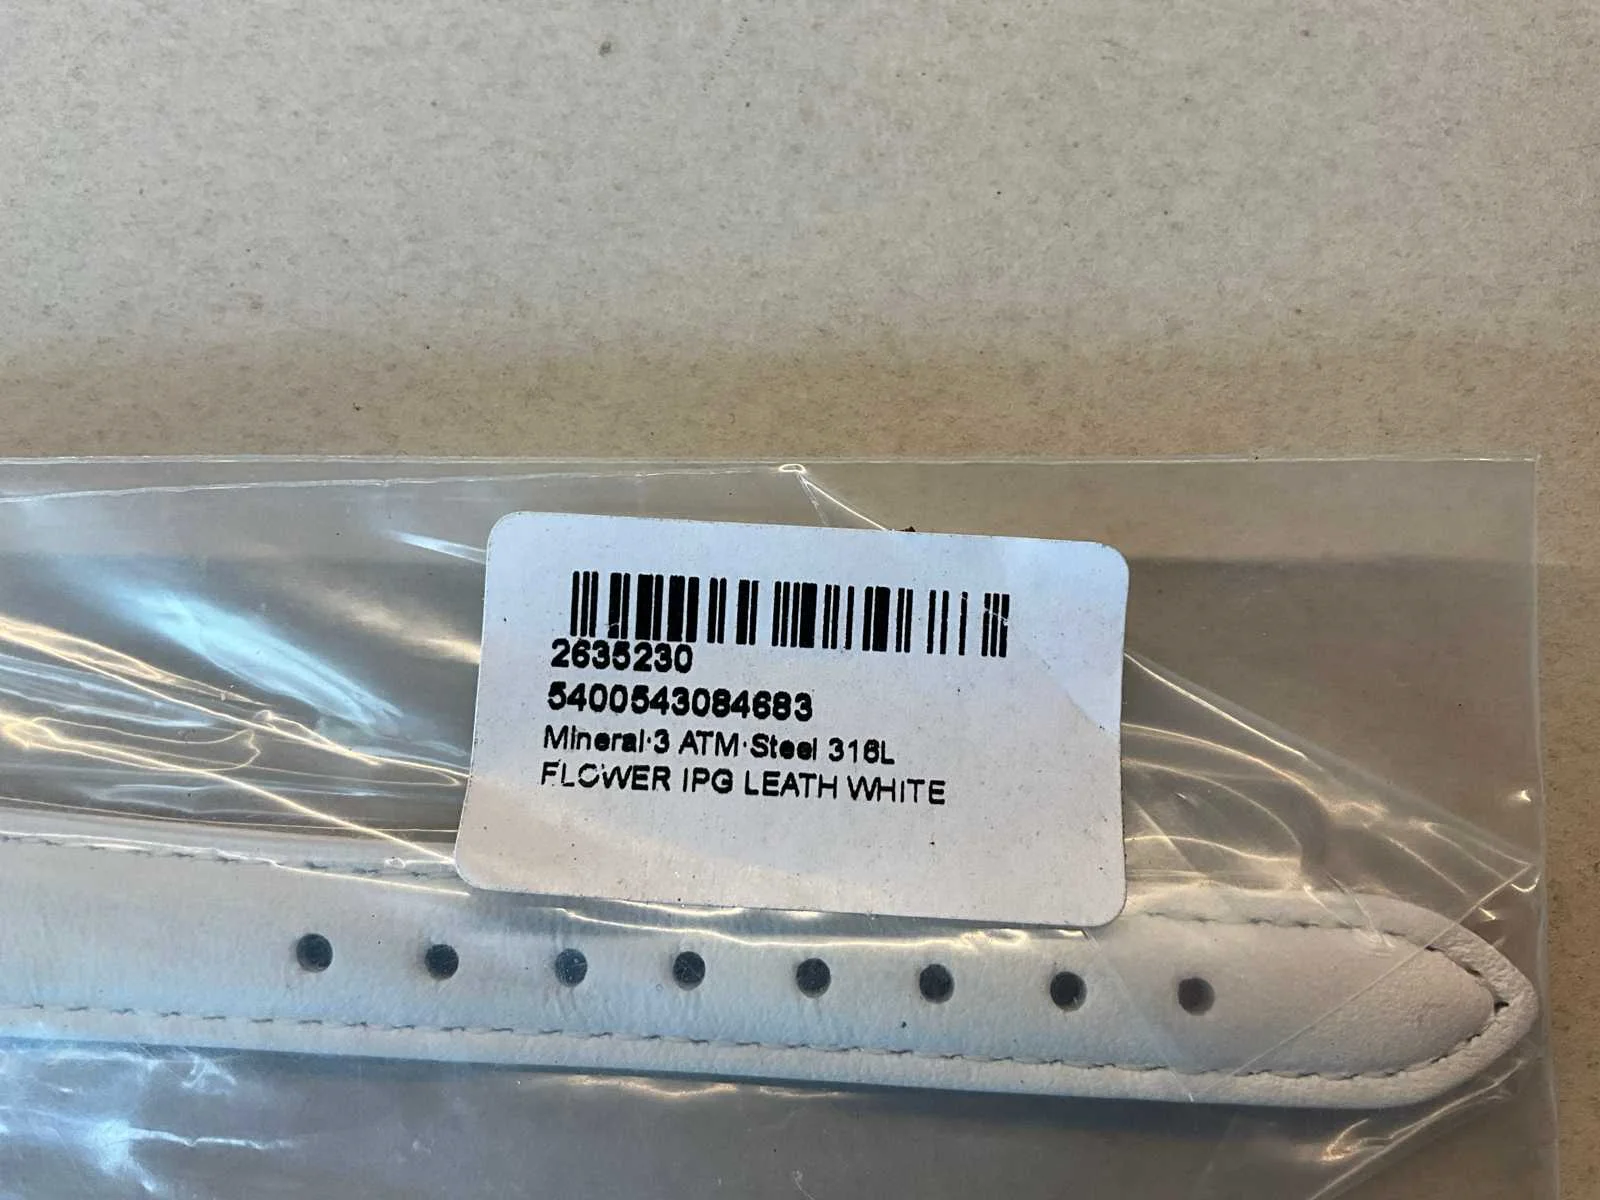 2635230
5400543084683
Mineral·3 ATM·Steel 316L
FLOWER IPG LEATH WHITE